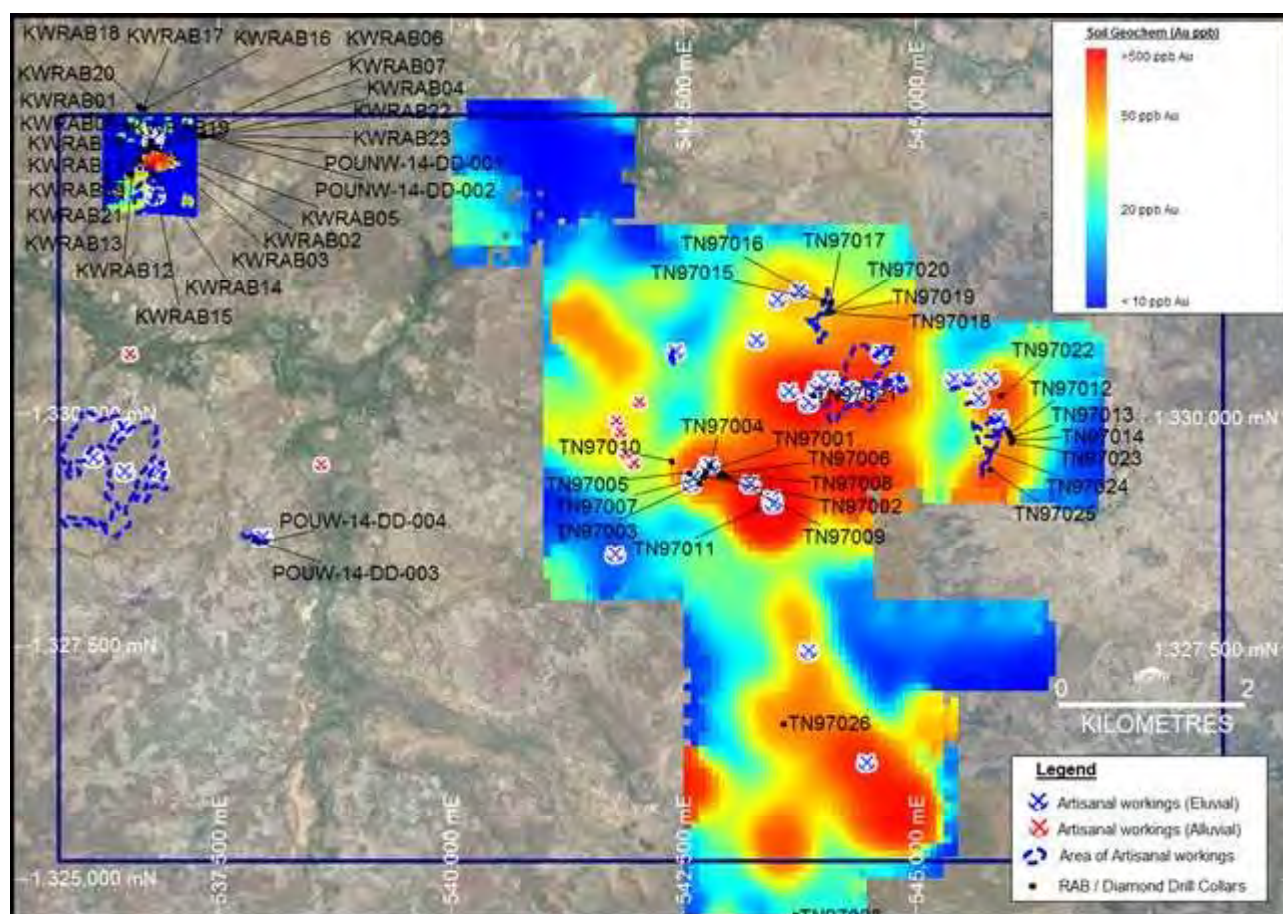 KWRAB18
KWRAB17
KWRAB16
KWRAB06
KWRAB07
KWRAB20
KWRAB04
KWRAB01
KWRAB22
KWRAB23
POUNW-14-DD-001
POUNW-14-DD-002
KWRAB21
KWRAB05
KWRAB13
KWRAB02
KWRAB12
KWRAB03
KWRAB14
KWRAB15
542,500 mE
Soil Geochem (Au ppb)
>500 ppb Au
50 ppb Au
20 ppb Au
< 10 ppb Au
TN97016
TN97017
TN97015
TN97020
TN97019
TN97018
TN97022
TN97012
TN97013
TN97014
TN97023
TN97024
TN97025
1,330,000 mN
TN97004
TN97010
TN97001
TN97005
TN97006
TN97008
TN97007
TN97002
TN97003
TN97011
TN97009
POUW-14-DD-004
POUW-14-DD-003
1,327,500 mN
1,327,500 mN
0 2
KILOMETRES
TN97026
Legend
Artisanal workings (Eluvial)
Artisanal workings (Alluvial)
Area of Artisanal workings
RAB / Diamond Drill Collars
537,500 mE
540,000 mE
542,500 mE
545,000 mE
1,325,000 mN